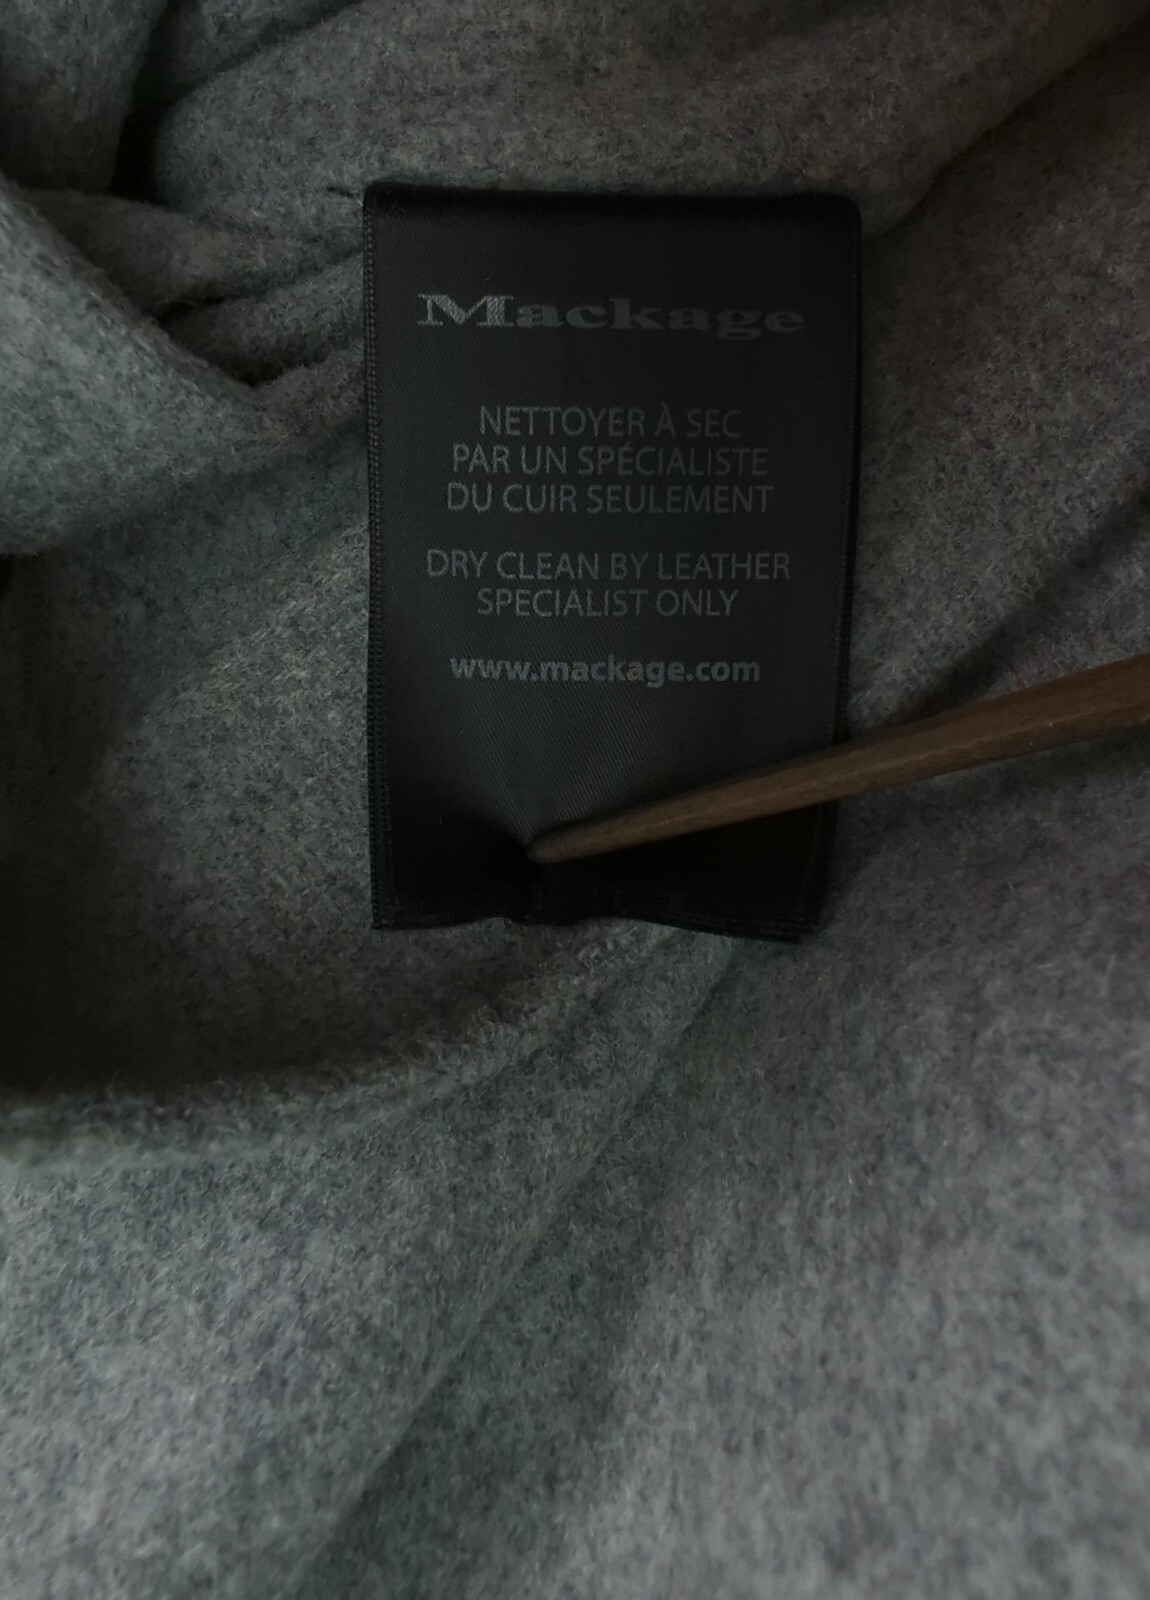 Mackage
NETTOYER À SEC
PAR UN SPÉCIALISTE
DU CUIR SEULEMENT
DRY CLEAN BY LEATHER
SPECIALIST ONLY
www.mackage.com